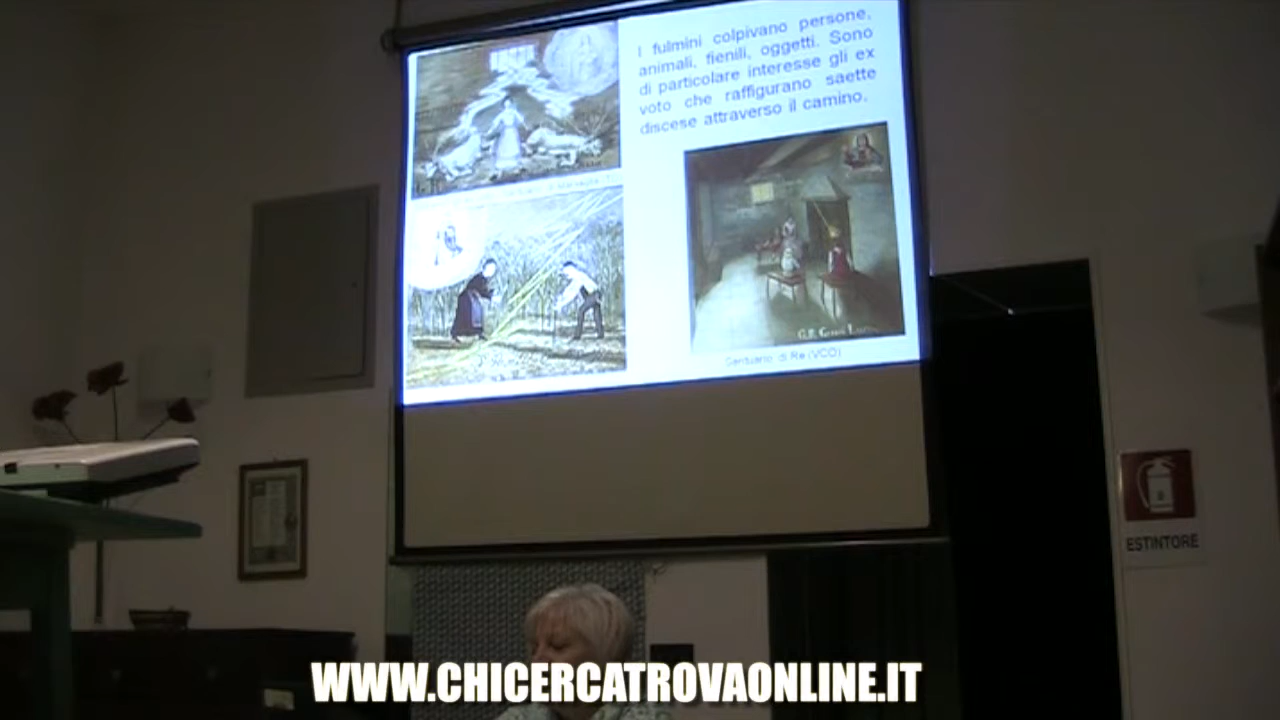 I fulmini colpivano persone,
animali, fienili, oggetti. Sono
di particolare interesse gli ex
voto che raffigurano saette
discese attraverso il camino.
Santuario di Re (VCO)
ESTINTORE
WWW.CHICERCATROVAONLINE.IT